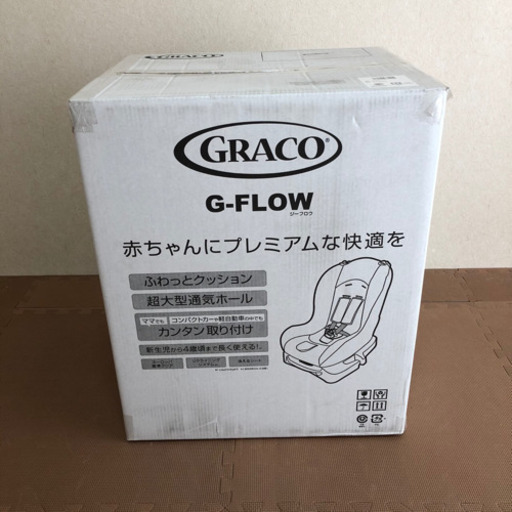 GRACO
GRACO®
G-FLOW
ジーフロウ
赤ちゃんにプレミアムな快適を
ふわっとクッション
超大型通気ホール
ママでも コンパクトカーや軽自動車の中でも
カンタン取り付け
新生児から4歳頃まで長く使える!